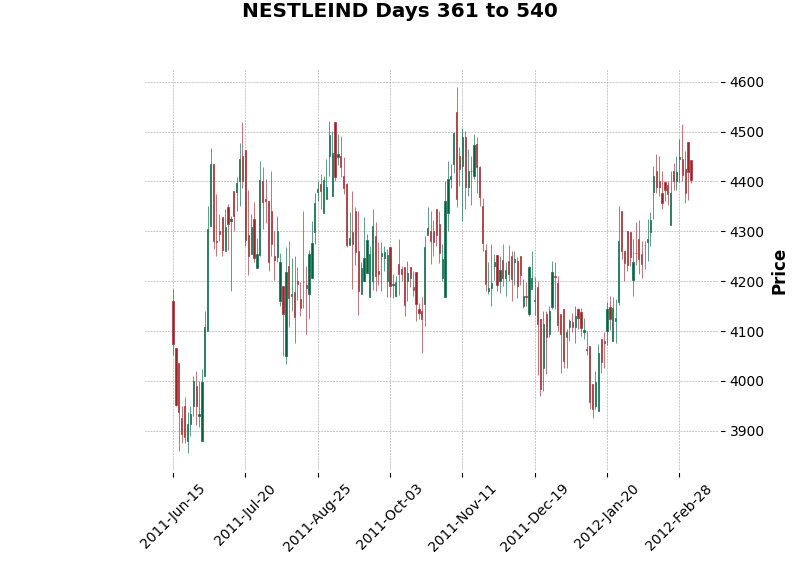 NESTLEIND Days 361 to 540
4600
4500
4400
4300
4200
4100
4000
3900
Price
2011-Jun-15
2011-Jul-20
2011-Aug-25
2011-Oct-03
2011-Nov-11
2011-Dec-19
2012-Jan-20
2012-Feb-28